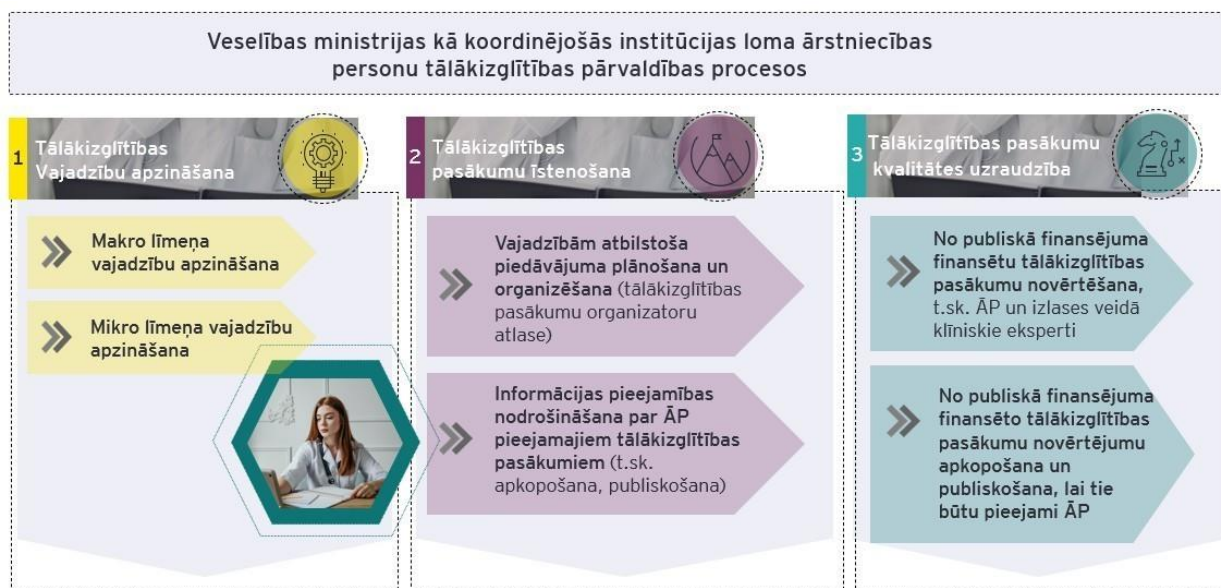 Veselības ministrijas kā koordinējošās institūcijas loma ārstniecības
personu tālākizglītības pārvaldības procesos
1
Tālākizglītības
Vajadzību apzināšana
Makro līmeņa
vajadzību apzināšana
Mikro līmeņa vajadzību
apzināšana
2
Tālākizglītības
pasākumu īstenošana
Vajadzībām atbilstoša
piedāvājuma plānošana un
organizēšana (tālākizglītības
pasākumu organizatoru
atlase)
Informācijas pieejamības
nodrošināšana par ĀP
pieejamajiem tālākizglītības
pasākumiem (t.sk.
apkopošana, publiskošana)
3
Tālākizglītības pasākumu
kvalitātes uzraudzība
No publiskā finansējuma
finansētu tālākizglītības
pasākumu novērtēšana,
t.sk. ĀP un izlases veidā
klīniskie eksperti
No publiskā finansējuma
finansēto tālākizglītības
pasākumu novērtējumu
apkopošana un
publiskošana, lai tie
būtu pieejami ĀP